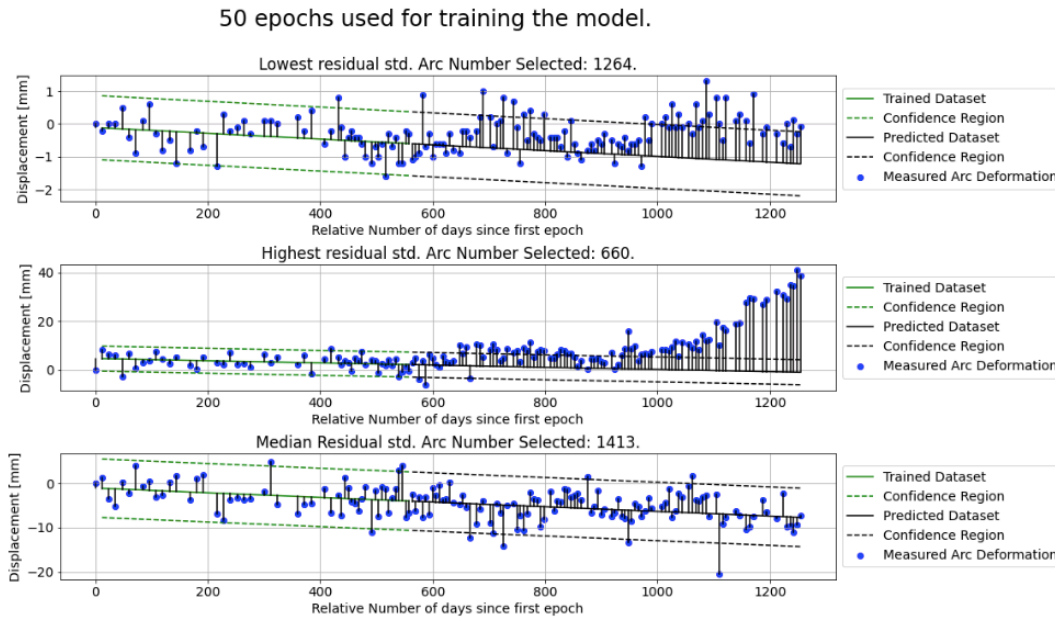 50 epochs used for training the model.
Lowest residual std. Arc Number Selected: 1264.
Displacement [mm]
1
0
−1
−2
0 200 400 600 800 1000 1200
Relative Number of days since first epoch
Trained Dataset
Confidence Region
Predicted Dataset
Confidence Region
Measured Arc Deformation
Highest residual std. Arc Number Selected: 660.
Displacement [mm]
40
20
0
0 200 400 600 800 1000 1200
Relative Number of days since first epoch
Trained Dataset
Confidence Region
Predicted Dataset
Confidence Region
Measured Arc Deformation
Median Residual std. Arc Number Selected: 1413.
Displacement [mm]
0
−10
−20
0 200 400 600 800 1000 1200
Relative Number of days since first epoch
Trained Dataset
Confidence Region
Predicted Dataset
Confidence Region
Measured Arc Deformation